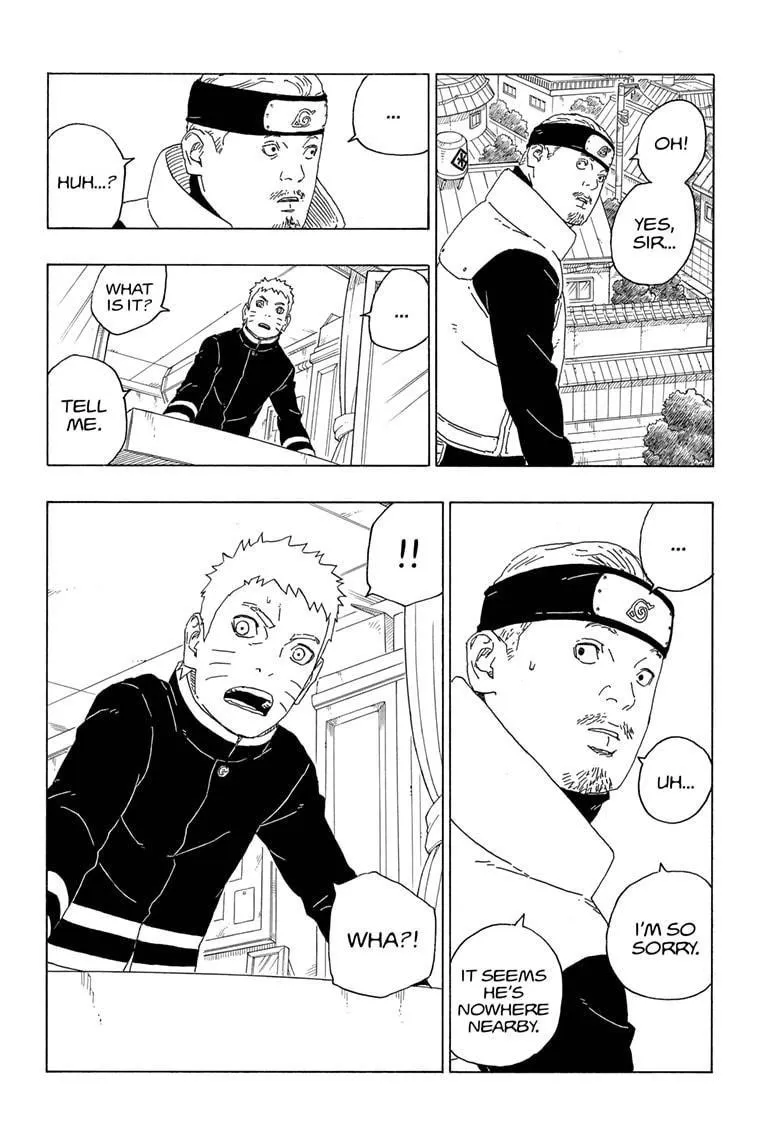 OH!
YES,
SIR...
...
HUH...?
...
WHAT
IS IT?
TELL
ME.
...
UH...
I'M SO
SORRY.
IT SEEMS
HE'S
NOWHERE
NEARBY.
!!
WHA?!